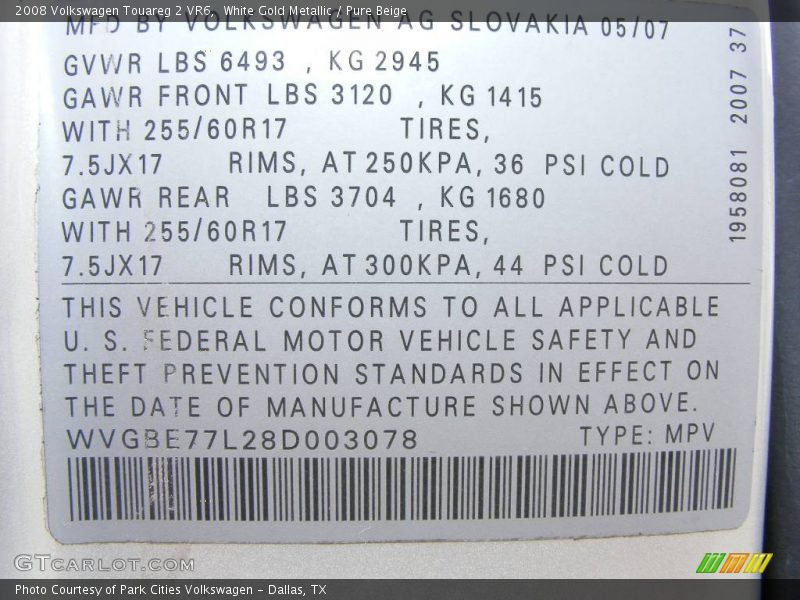 2008 Volkswagen Touareg 2 VR6, White Gold Metallic / Pure Beige
MFD BY VOLKSWAGEN AG SLOVAKIA 05/07
GVWR LBS 6493 , KG 2945
GAWR FRONT LBS 3120 , KG 1415
WITH 255/60R17 TIRES,
7.5JX17 RIMS, AT 250KPA, 36 PSI COLD
GAWR REAR LBS 3704 , KG 1680
WITH 255/60R17 TIRES,
7.5JX17 RIMS, AT 300KPA, 44 PSI COLD
1958081 2007 37
THIS VEHICLE CONFORMS TO ALL APPLICABLE
U. S. FEDERAL MOTOR VEHICLE SAFETY AND
THEFT PREVENTION STANDARDS IN EFFECT ON
THE DATE OF MANUFACTURE SHOWN ABOVE.
WVGBE77L28D003078 TYPE: MPV
GTCARLOT.COM
Photo Courtesy of Park Cities Volkswagen – Dallas, TX